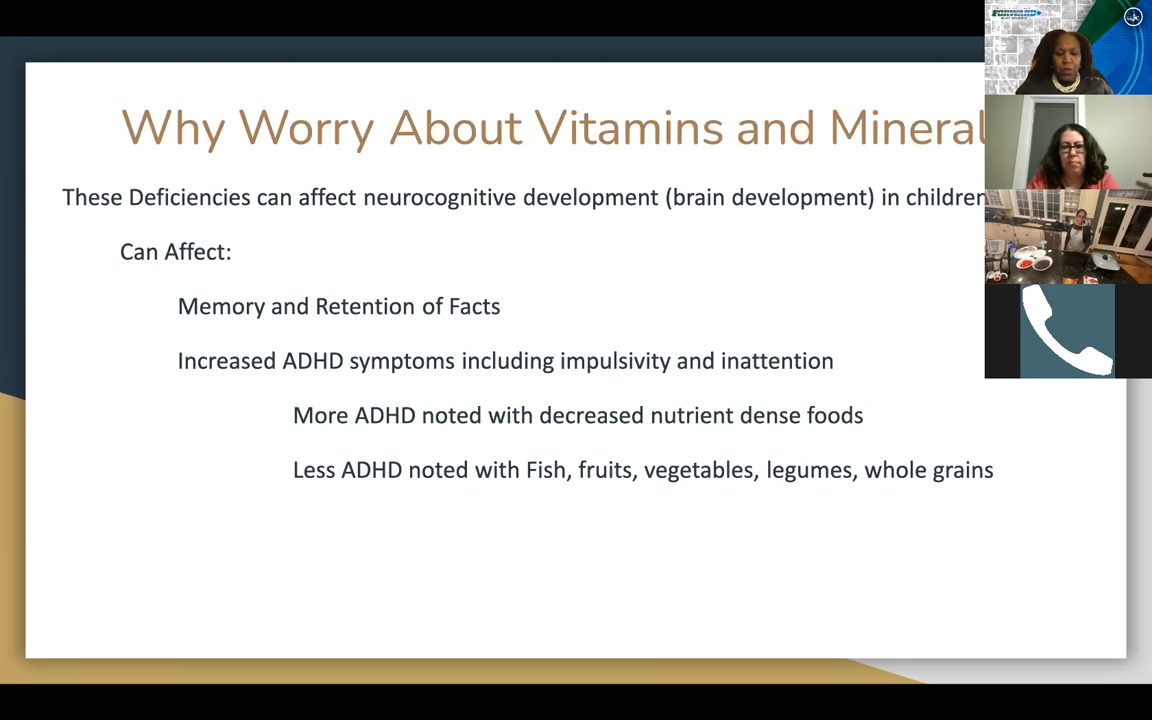 Why Worry About Vitamins and Mineral
These Deficiencies can affect neurocognitive development (brain development) in children
Can Affect:
Memory and Retention of Facts
Increased ADHD symptoms including impulsivity and inattention
More ADHD noted with decreased nutrient dense foods
Less ADHD noted with Fish, fruits, vegetables, legumes, whole grains
FORWARD